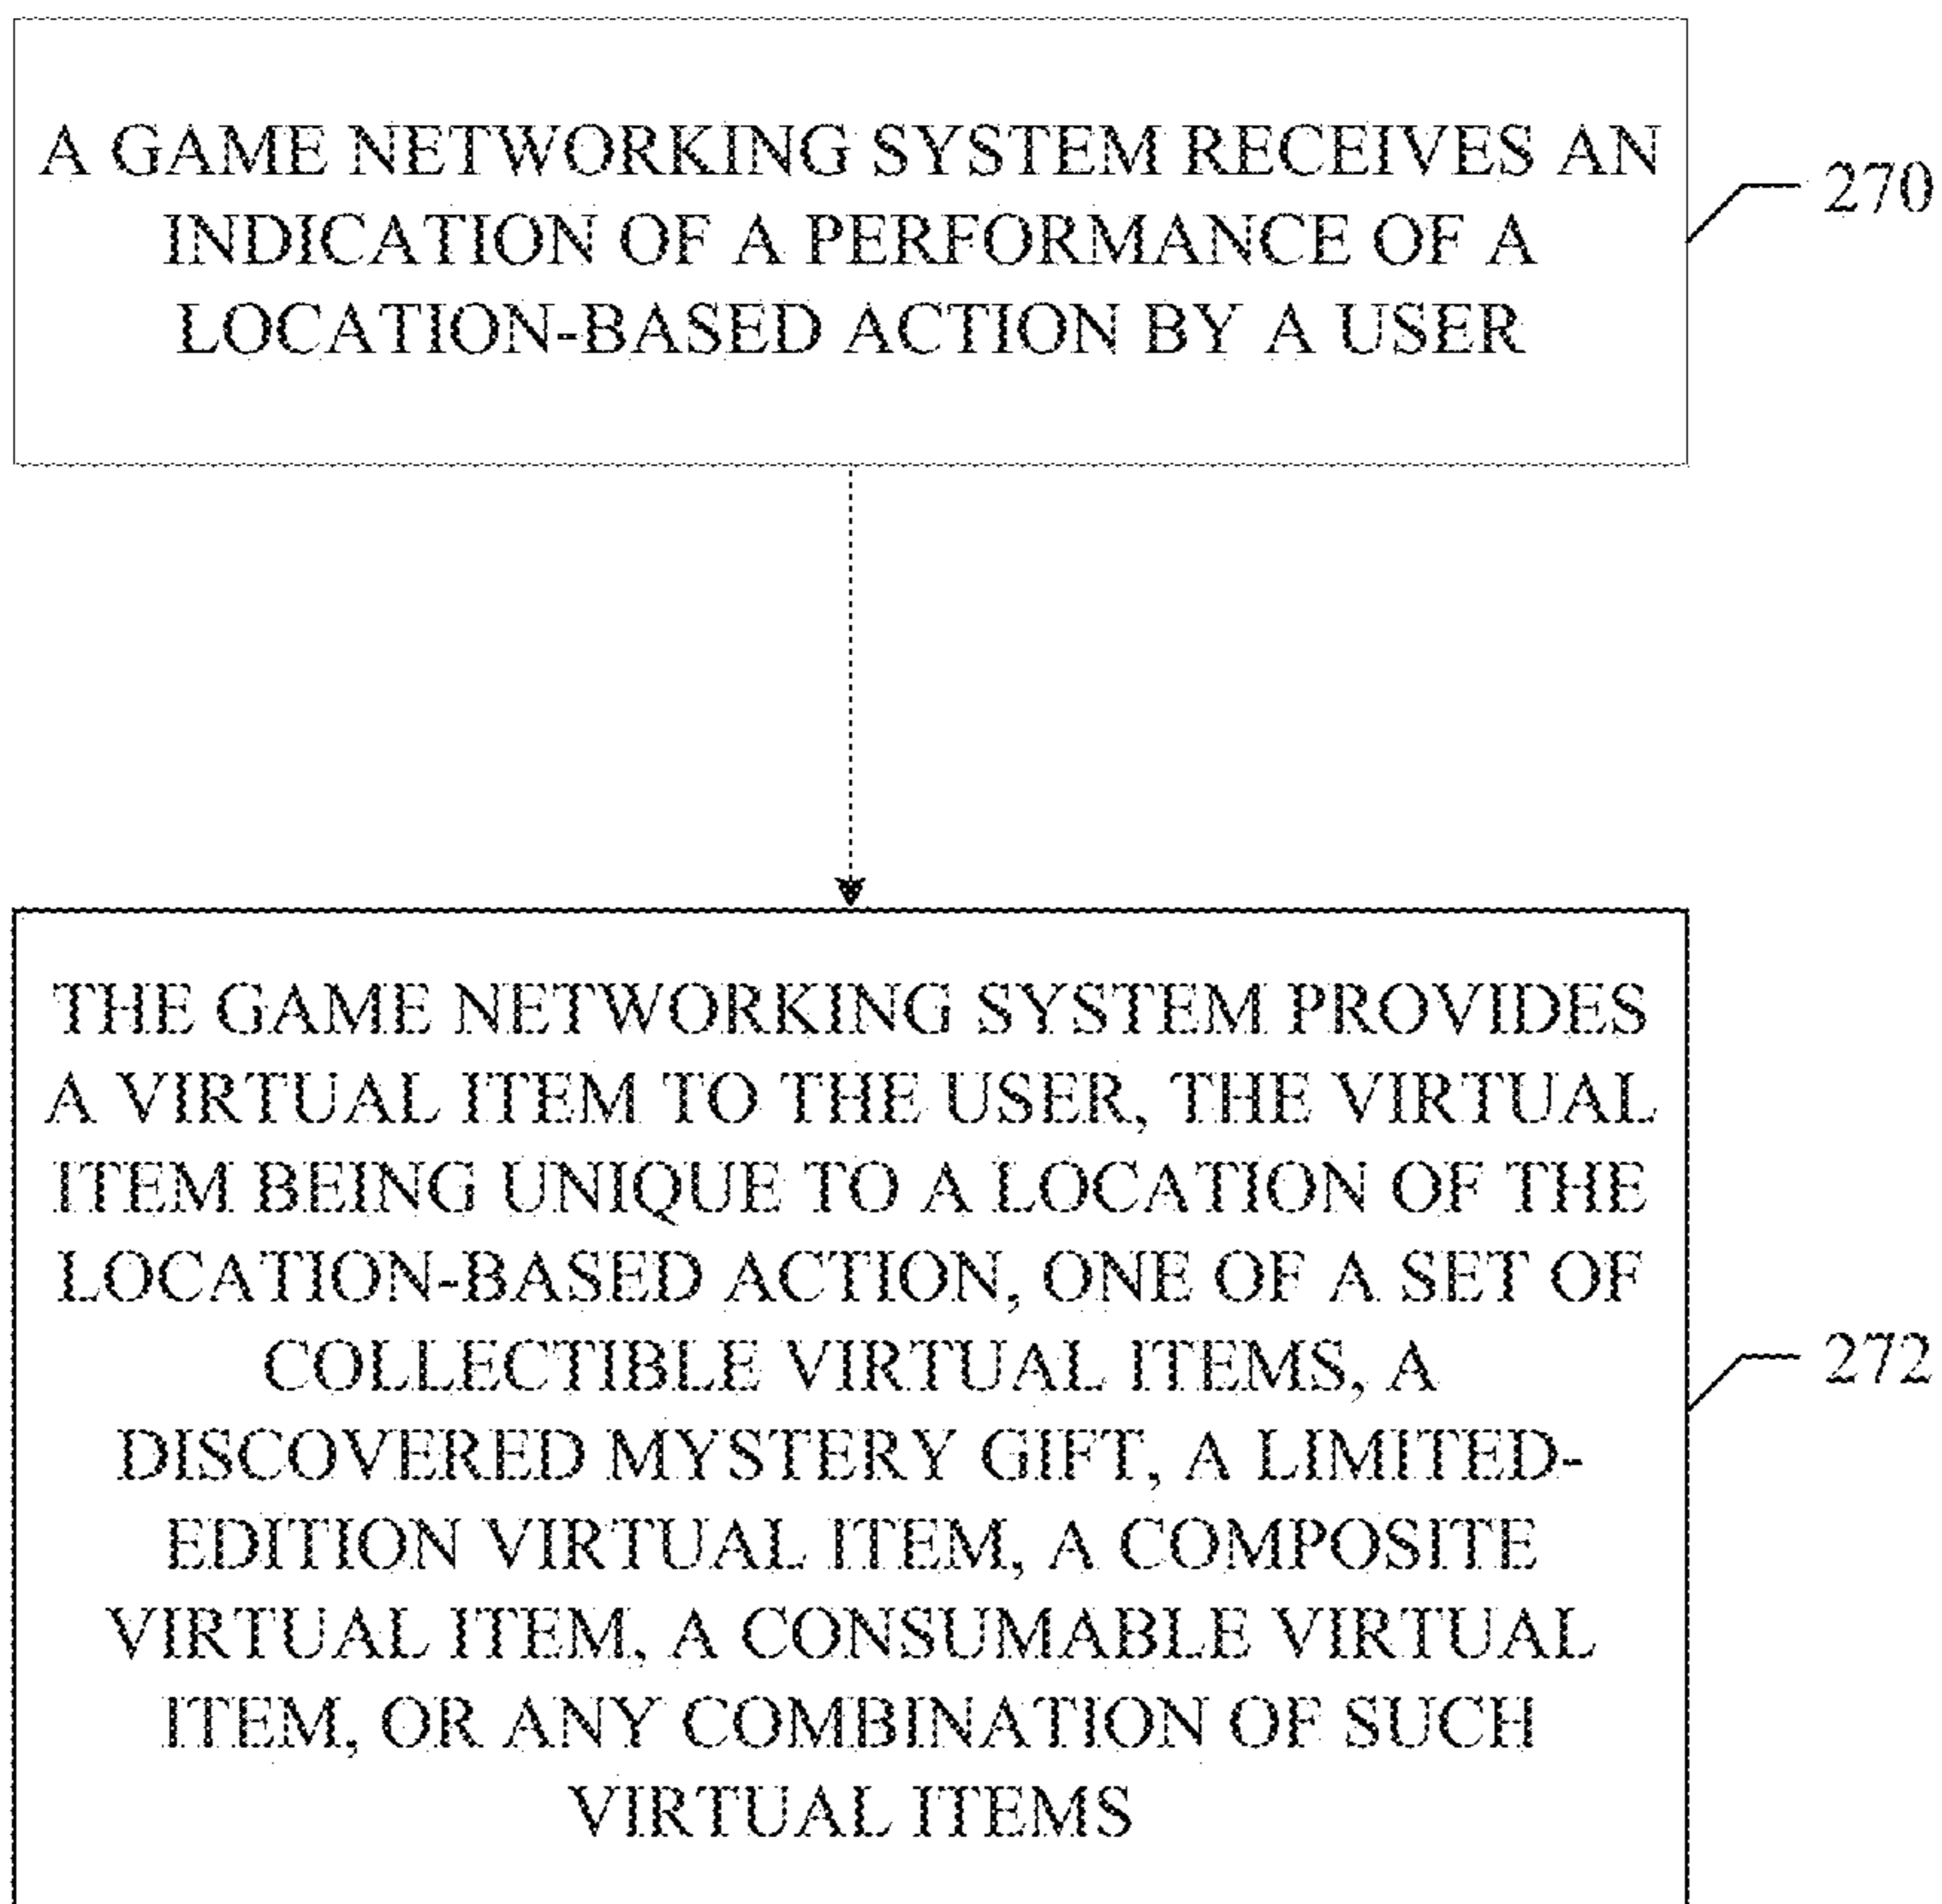 A GAME NETWORKING SYSTEM RECEIVES AN
INDICATION OF A PERFORMANCE OF A
LOCATION-BASED ACTION BY A USER
270
THE GAME NETWORKING SYSTEM PROVIDES
A VIRTUAL ITEM TO THE USER, THE VIRTUAL
ITEM BEING UNIQUE TO A LOCATION OF THE
LOCATION-BASED ACTION, ONE OF A SET OF
COLLECTIBLE VIRTUAL ITEMS, A
DISCOVERED MYSTERY GIFT, A LIMITED-
EDITION VIRTUAL ITEM, A COMPOSITE
VIRTUAL ITEM, A CONSUMABLE VIRTUAL
ITEM, OR ANY COMBINATION OF SUCH
VIRTUAL ITEMS
272